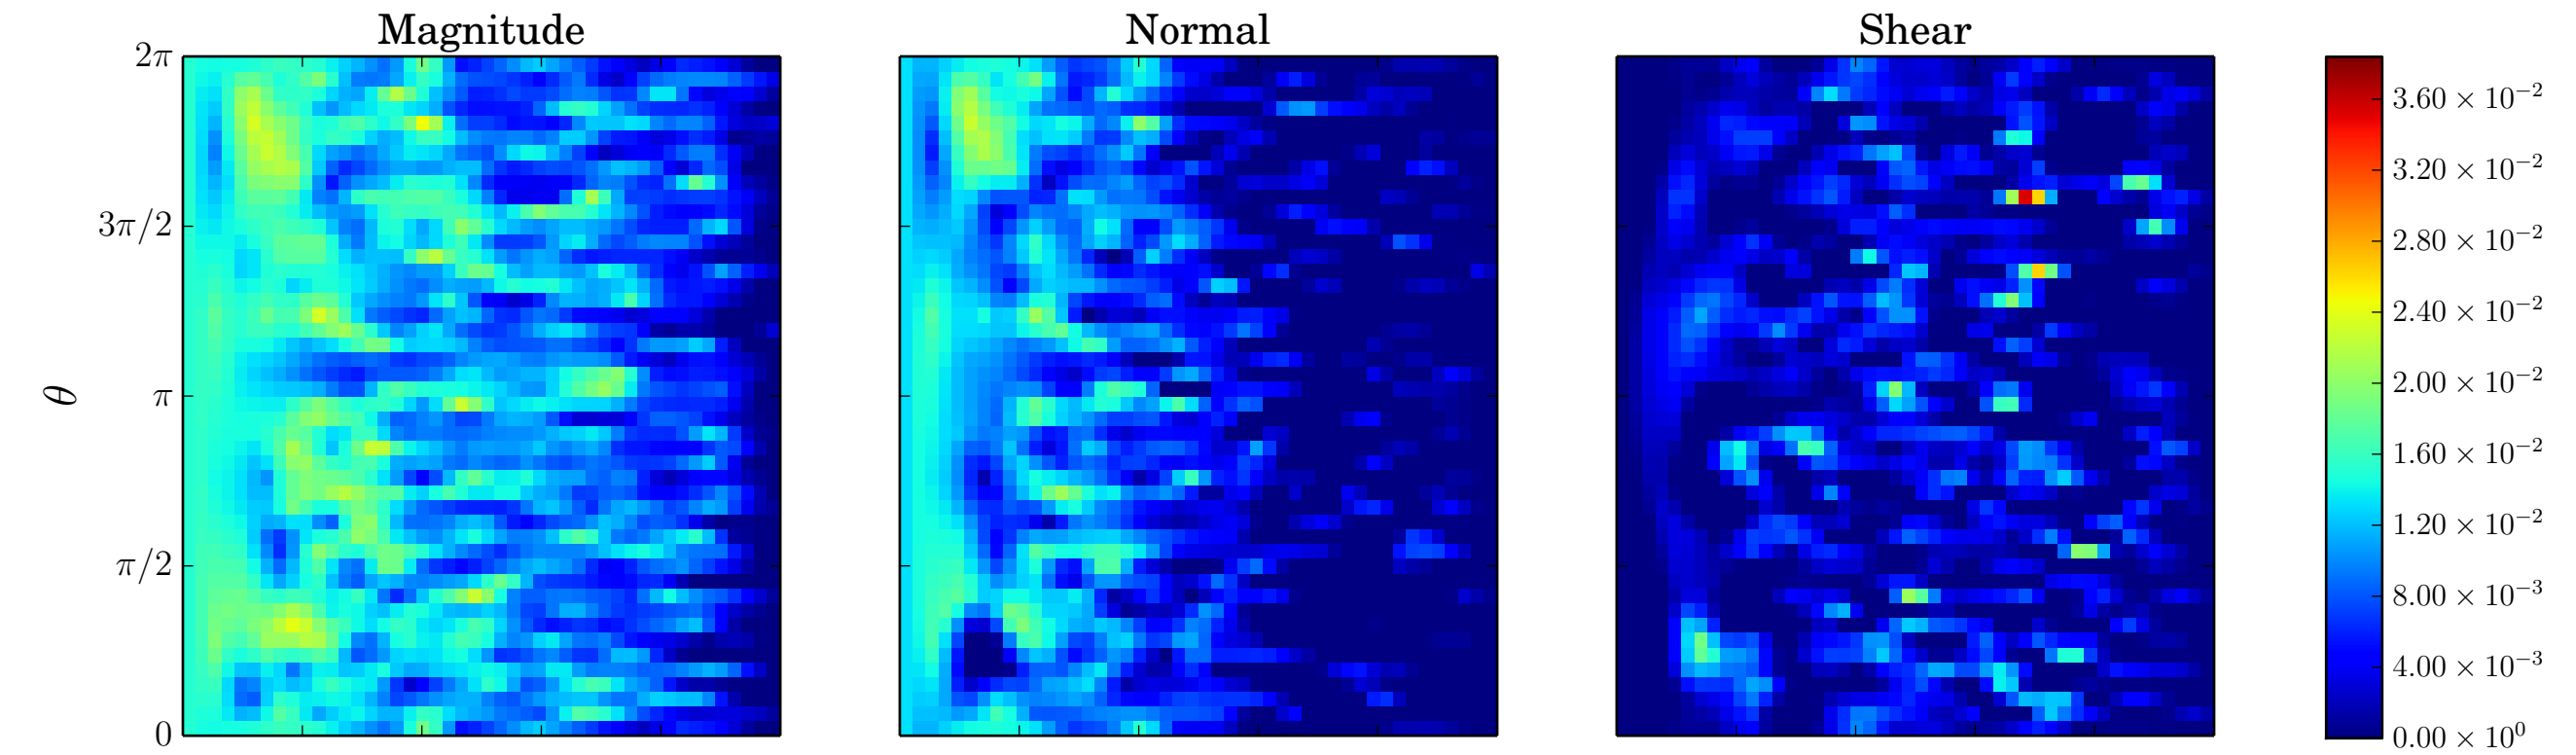 Magnitude Normal Shear
2π
3π/2
π
π/2
0
θ
3.60 × 10⁻²
3.20 × 10⁻²
2.80 × 10⁻²
2.40 × 10⁻²
2.00 × 10⁻²
1.60 × 10⁻²
1.20 × 10⁻²
8.00 × 10⁻³
4.00 × 10⁻³
0.00 × 10⁰